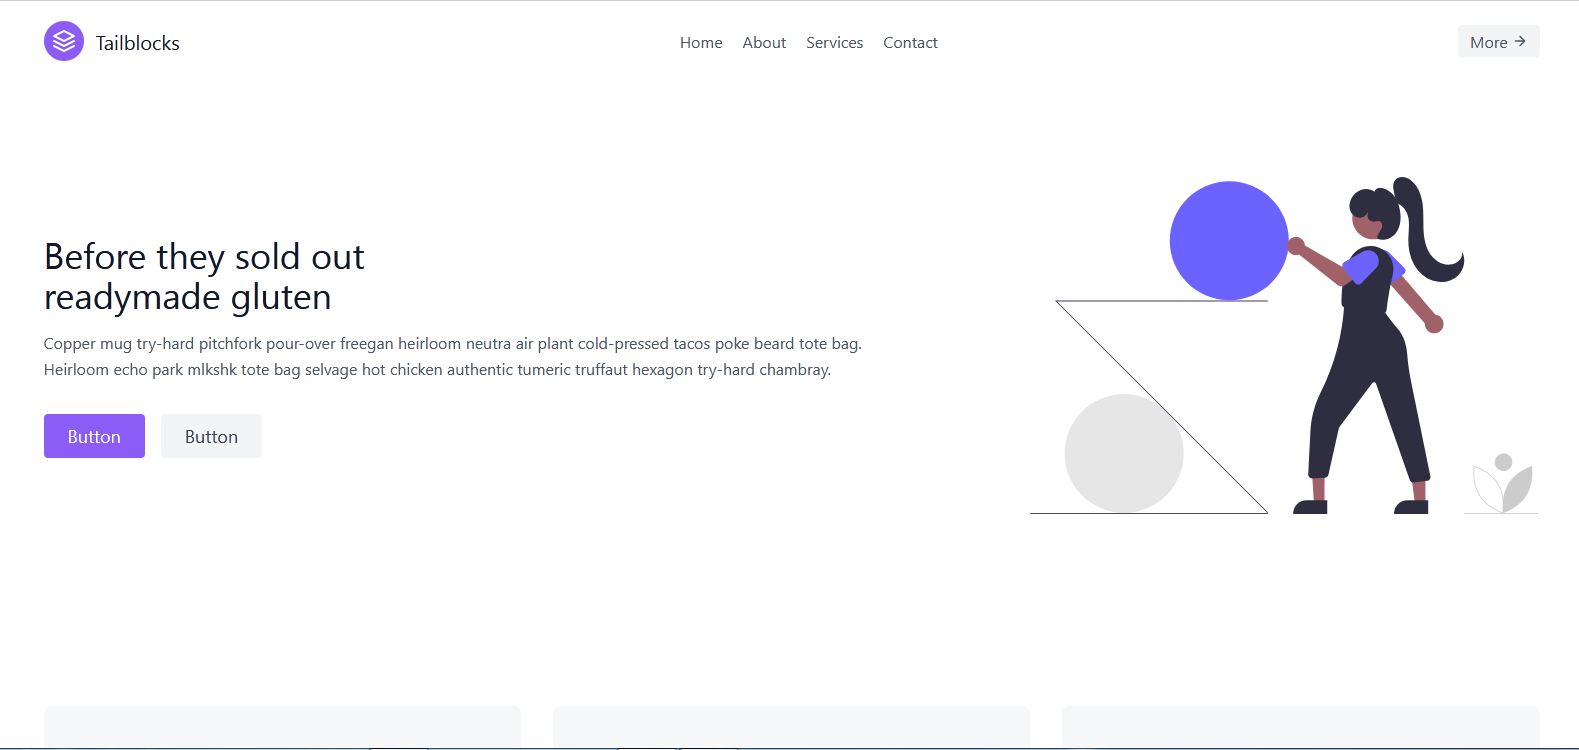 Tailblocks
Home About Services Contact
More
Before they sold out
readymade gluten
Copper mug try-hard pitchfork pour-over freegan heirloom neutra air plant cold-pressed tacos poke beard tote bag.
Heirloom echo park mlkshk tote bag selvage hot chicken authentic tumeric truffaut hexagon try-hard chambray.
Button Button